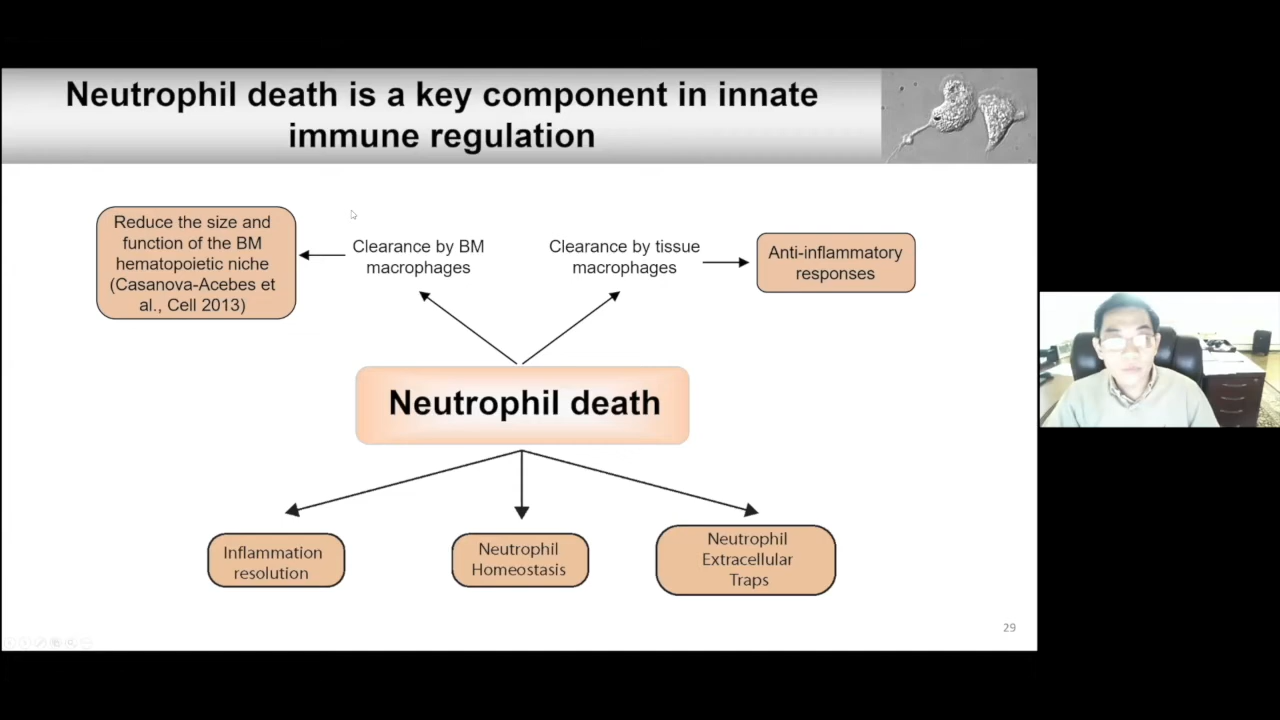 Neutrophil death is a key component in innate
immune regulation
Reduce the size and
function of the BM
hematopoietic niche
(Casanova-Acebes et
al., Cell 2013)
Clearance by BM
macrophages
Clearance by tissue
macrophages
Anti-inflammatory
responses
Neutrophil death
Inflammation
resolution
Neutrophil
Homeostasis
Neutrophil
Extracellular
Traps
29